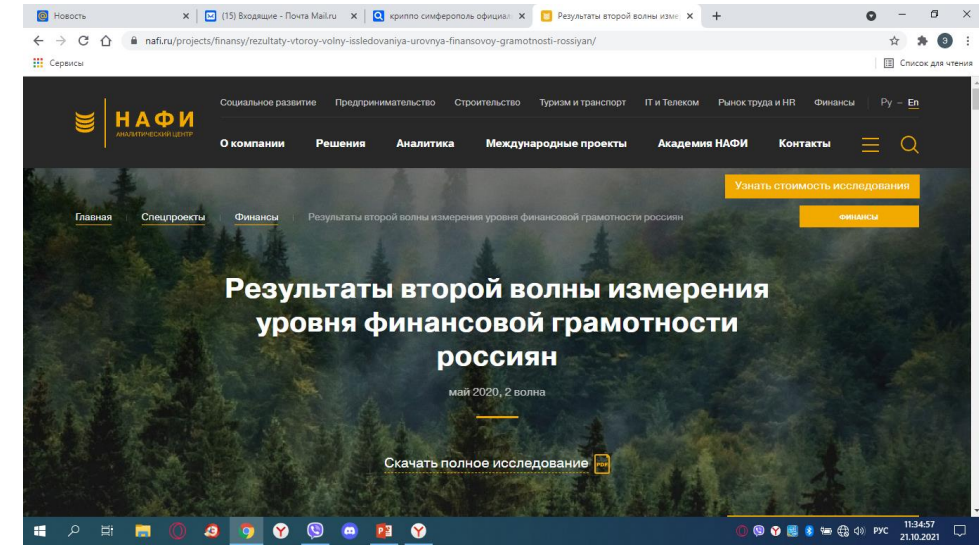 Новость
(15) Входящие - Почта Mail.ru
криппо симферополь официал
Результаты второй волны изме
nafi.ru/projects/finansy/rezultaty-vtoroy-volny-issledovaniya-urovnya-finansovoy-gramotnosti-rossiyan/
Э
Сервисы
Список для чтения
НАФИ
АНАЛИТИЧЕСКИЙ ЦЕНТР
Социальное развитие Предпринимательство Строительство Туризм и транспорт IT и Телеком Рынок труда и HR Финансы Ру – En
О компании Решения Аналитика Международные проекты Академия НАФИ Контакты
Узнать стоимость исследования
Главная Спецпроекты Финансы Результаты второй волны измерения уровня финансовой грамотности россиян
ФИНАНСЫ
Результаты второй волны измерения
уровня финансовой грамотности
россиян
май 2020, 2 волна
Скачать полное исследование PDF
РУС
11:34:57
21.10.2021